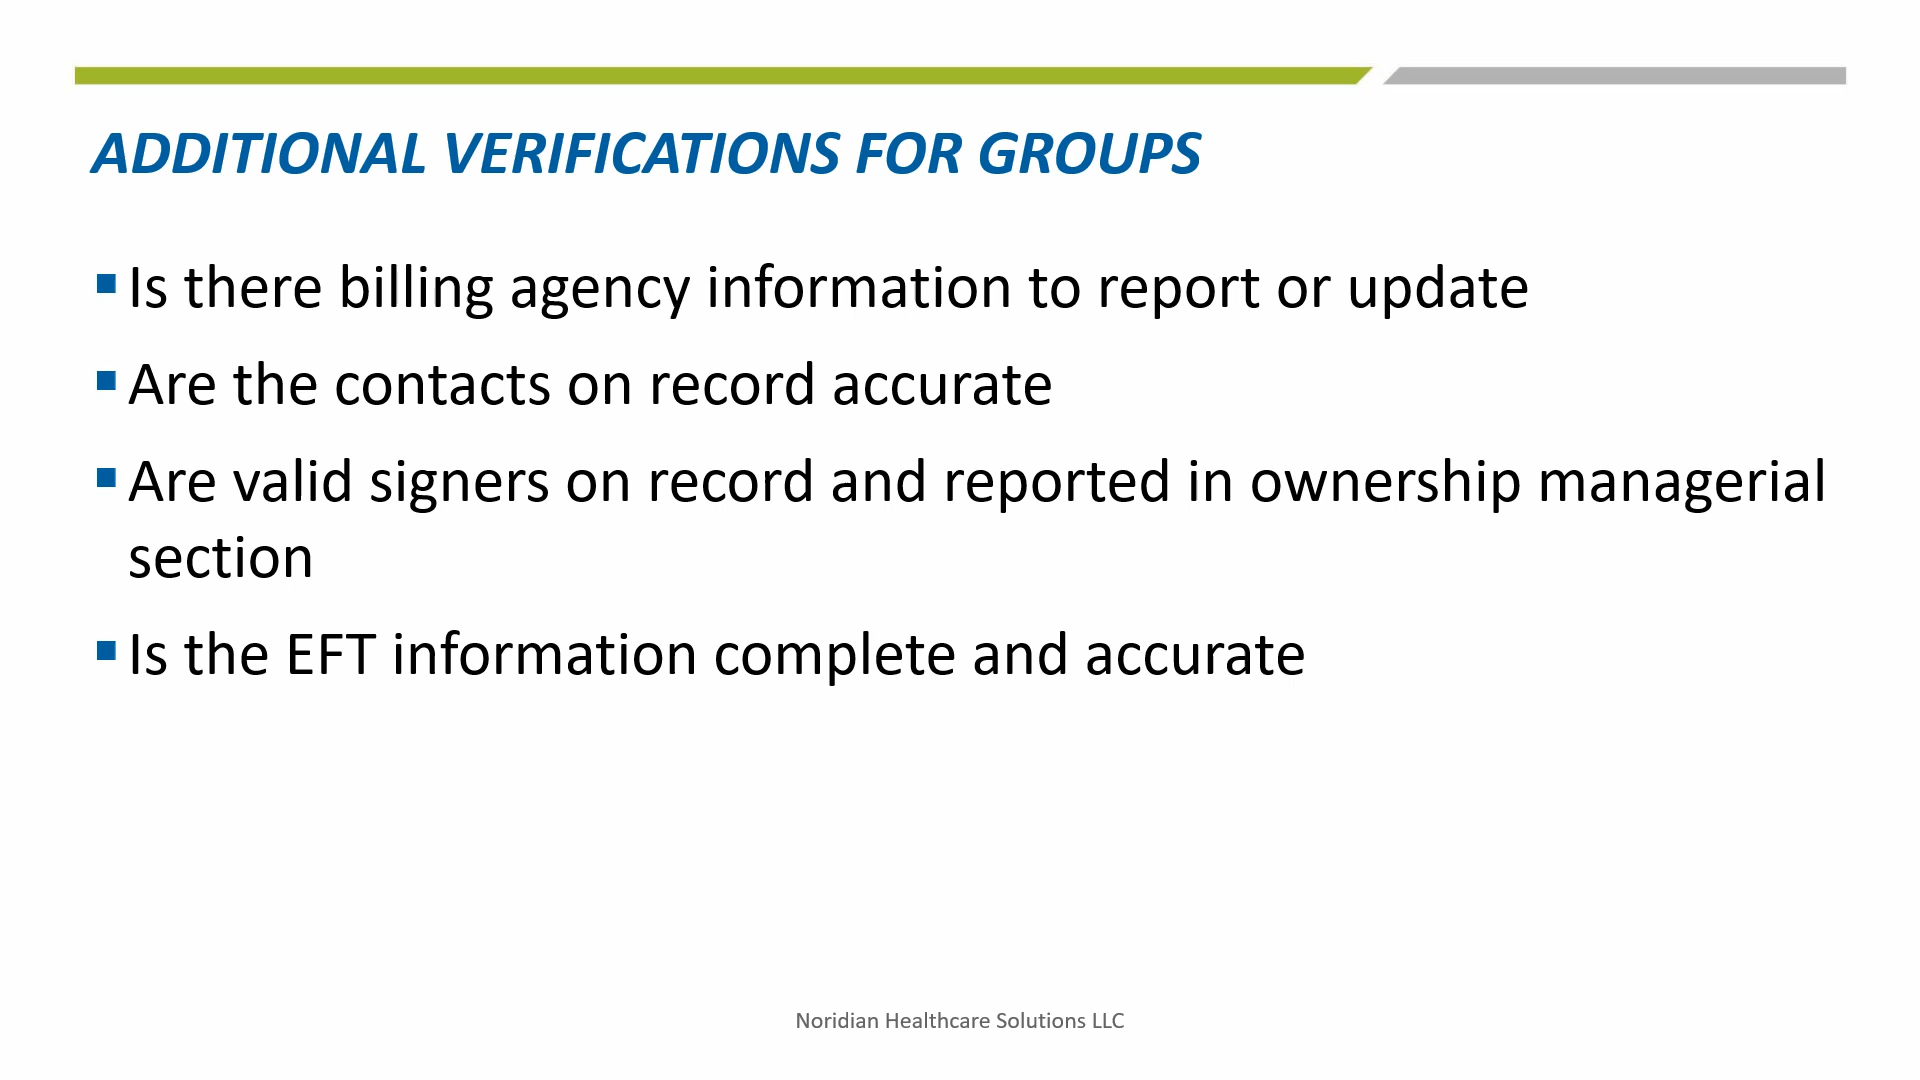 ADDITIONAL VERIFICATIONS FOR GROUPS
Is there billing agency information to report or update
Are the contacts on record accurate
Are valid signers on record and reported in ownership managerial
section
Is the EFT information complete and accurate
Noridian Healthcare Solutions LLC